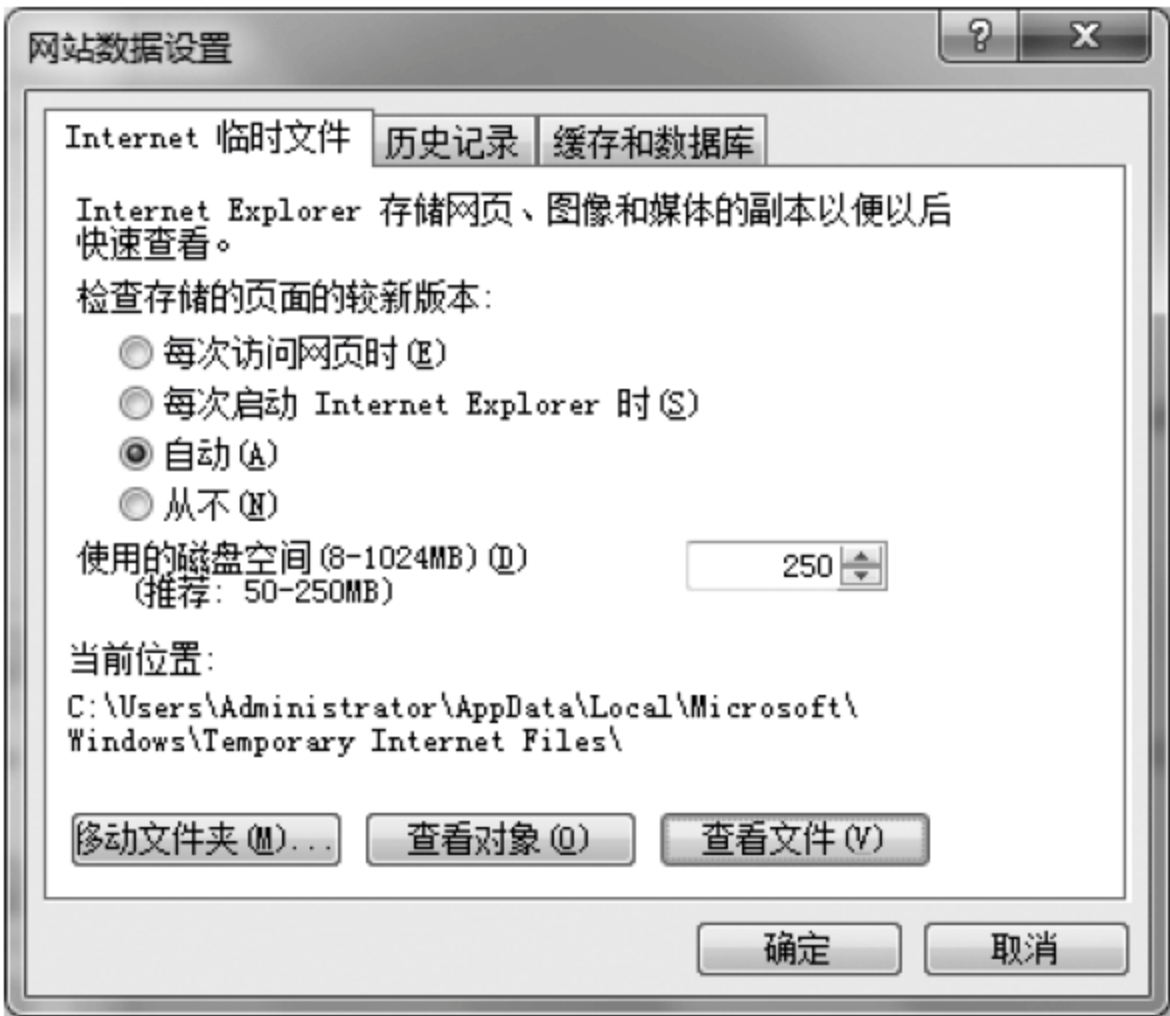 网站数据设置
Internet 临时文件
历史记录
缓存和数据库
Internet Explorer 存储网页、图像和媒体的副本以便以后
快速查看。
检查存储的页面的较新版本:
每次访问网页时(E)
每次启动 Internet Explorer 时(S)
自动(A)
从不(N)
使用的磁盘空间(8-1024MB)(D)
250
(推荐: 50-250MB)
当前位置:
C:\Users\Administrator\AppData\Local\Microsoft\
Windows\Temporary Internet Files\
移动文件夹(M)...
查看对象(O)
查看文件(V)
确定
取消